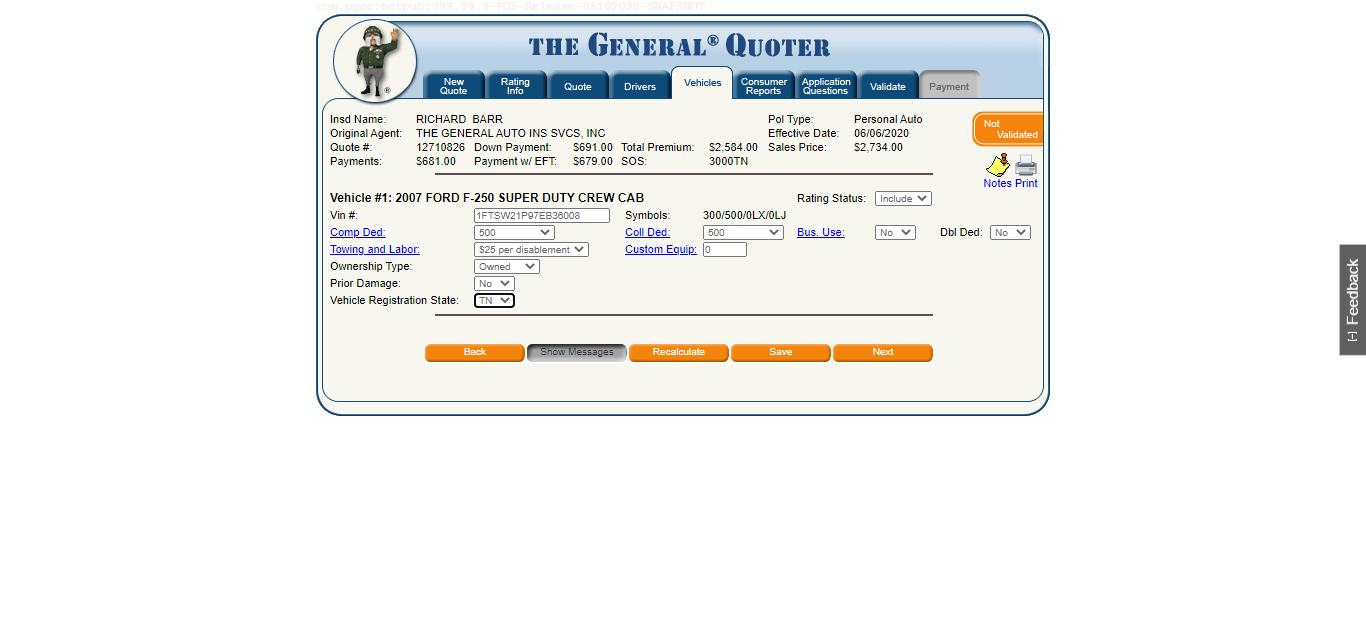 com.pgac:netpub:999.99.9-POS-Release-06102020-SNAPSHOT
THE GENERAL® QUOTER
®
New Quote
Rating Info
Quote
Drivers
Vehicles
Consumer Reports
Application Questions
Validate
Payment
Insd Name: RICHARD BARR Pol Type: Personal Auto
Original Agent: THE GENERAL AUTO INS SVCS, INC Effective Date: 06/06/2020
Quote #: 12710826 Down Payment: $691.00 Total Premium: $2,584.00 Sales Price: $2,734.00
Payments: $681.00 Payment w/ EFT: $679.00 SOS: 3000TN
Not Validated
Notes Print
Vehicle #1: 2007 FORD F-250 SUPER DUTY CREW CAB Rating Status: Include
Vin #: 1FTSW21P97EB36008 Symbols: 300/500/0LX/0LJ
Comp Ded: 500 Coll Ded: 500 Bus. Use: No Dbl Ded: No
Towing and Labor: $25 per disablement Custom Equip: 0
Ownership Type: Owned
Prior Damage: No
Vehicle Registration State: TN
Back Show Messages Recalculate Save Next
[-] Feedback